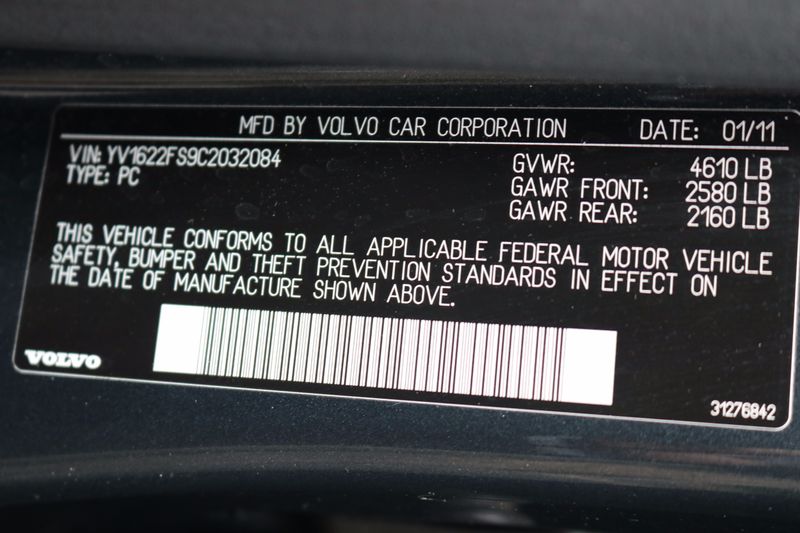 MFD BY VOLVO CAR CORPORATION DATE: 01/11
VIN: YV1622FS9C2032084 GVWR: 4610 LB
TYPE: PC GAWR FRONT: 2580 LB
GAWR REAR: 2160 LB
THIS VEHICLE CONFORMS TO ALL APPLICABLE FEDERAL MOTOR VEHICLE
SAFETY, BUMPER AND THEFT PREVENTION STANDARDS IN EFFECT ON
THE DATE OF MANUFACTURE SHOWN ABOVE.
VOLVO
31276842